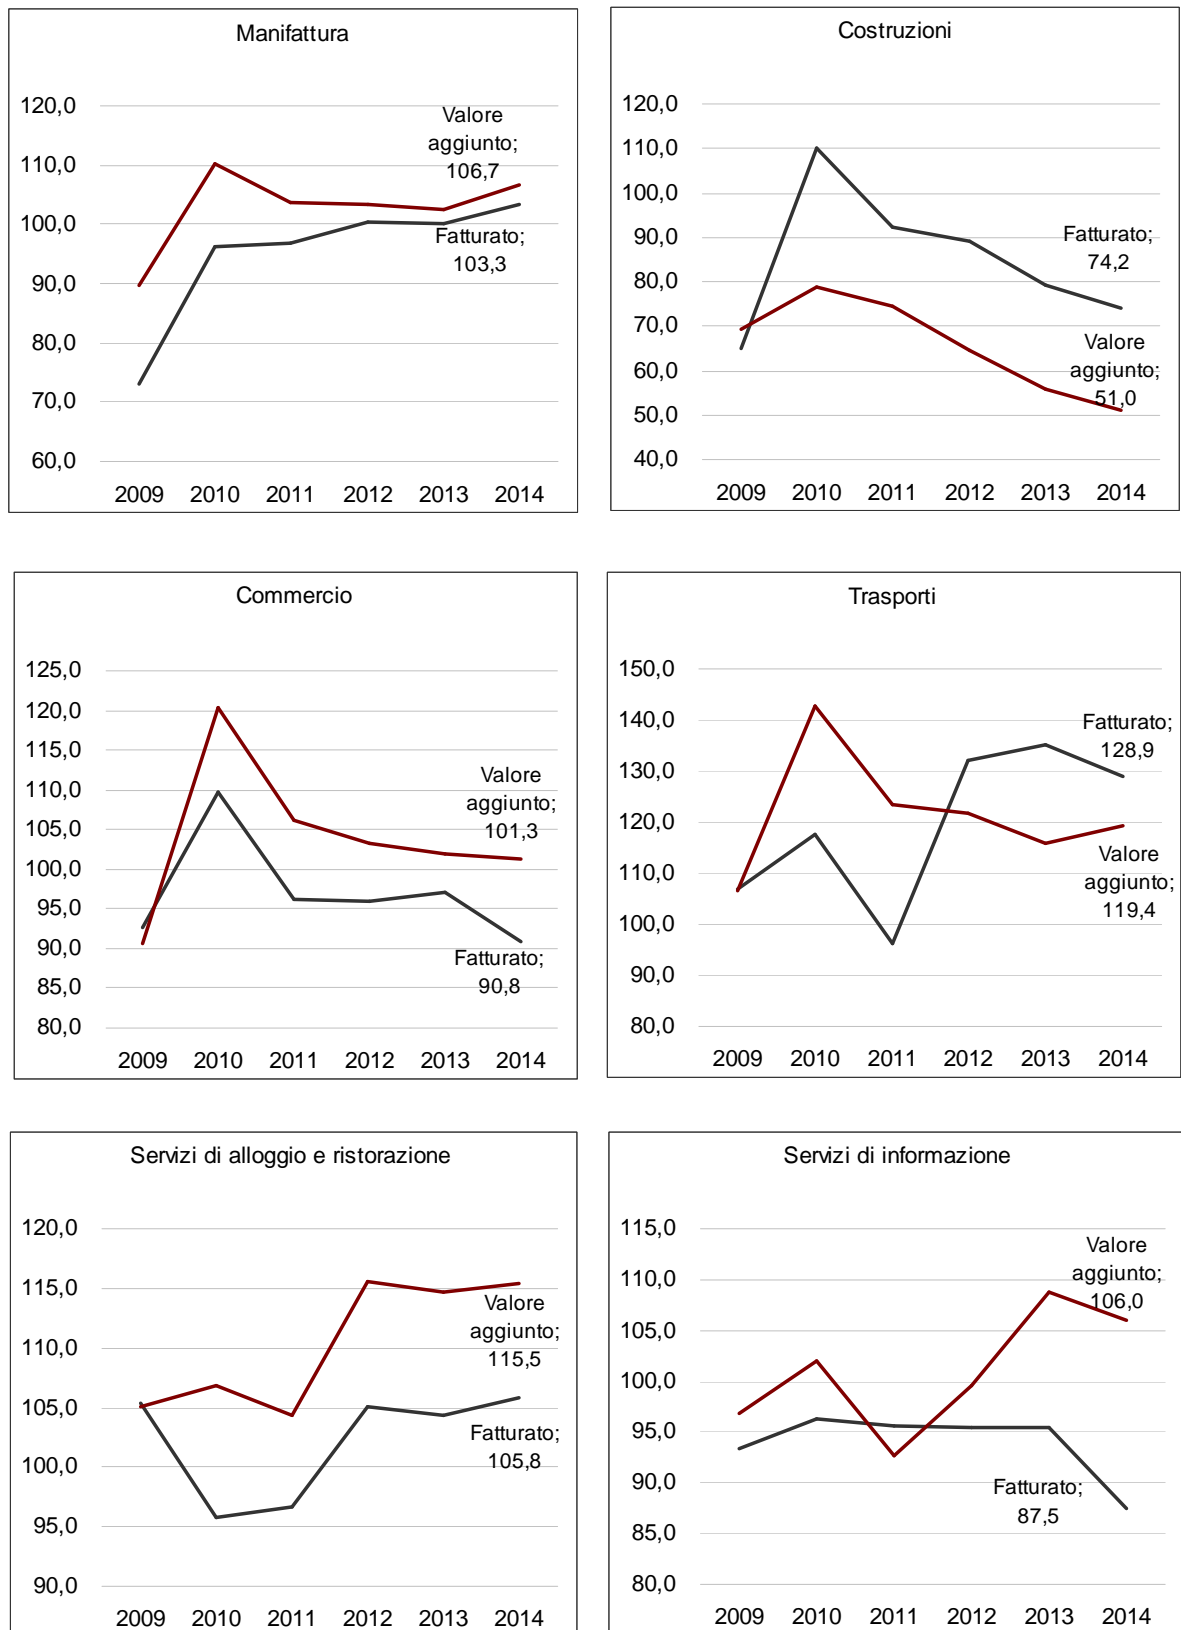 Manifattura
120,0
110,0
100,0
90,0
80,0
70,0
60,0
Valore
aggiunto;
106,7
Fatturato;
103,3
2009 2010 2011 2012 2013 2014
Costruzioni
120,0
110,0
100,0
90,0
80,0
70,0
60,0
50,0
40,0
Fatturato;
74,2
Valore
aggiunto;
51,0
2009 2010 2011 2012 2013 2014
Commercio
125,0
120,0
115,0
110,0
105,0
100,0
95,0
90,0
85,0
80,0
Valore
aggiunto;
101,3
Fatturato;
90,8
2009 2010 2011 2012 2013 2014
Trasporti
150,0
140,0
130,0
120,0
110,0
100,0
90,0
80,0
Fatturato;
128,9
Valore
aggiunto;
119,4
2009 2010 2011 2012 2013 2014
Servizi di alloggio e ristorazione
120,0
115,0
110,0
105,0
100,0
95,0
90,0
Valore
aggiunto;
115,5
Fatturato;
105,8
2009 2010 2011 2012 2013 2014
Servizi di informazione
115,0
110,0
105,0
100,0
95,0
90,0
85,0
80,0
Valore
aggiunto;
106,0
Fatturato;
87,5
2009 2010 2011 2012 2013 2014